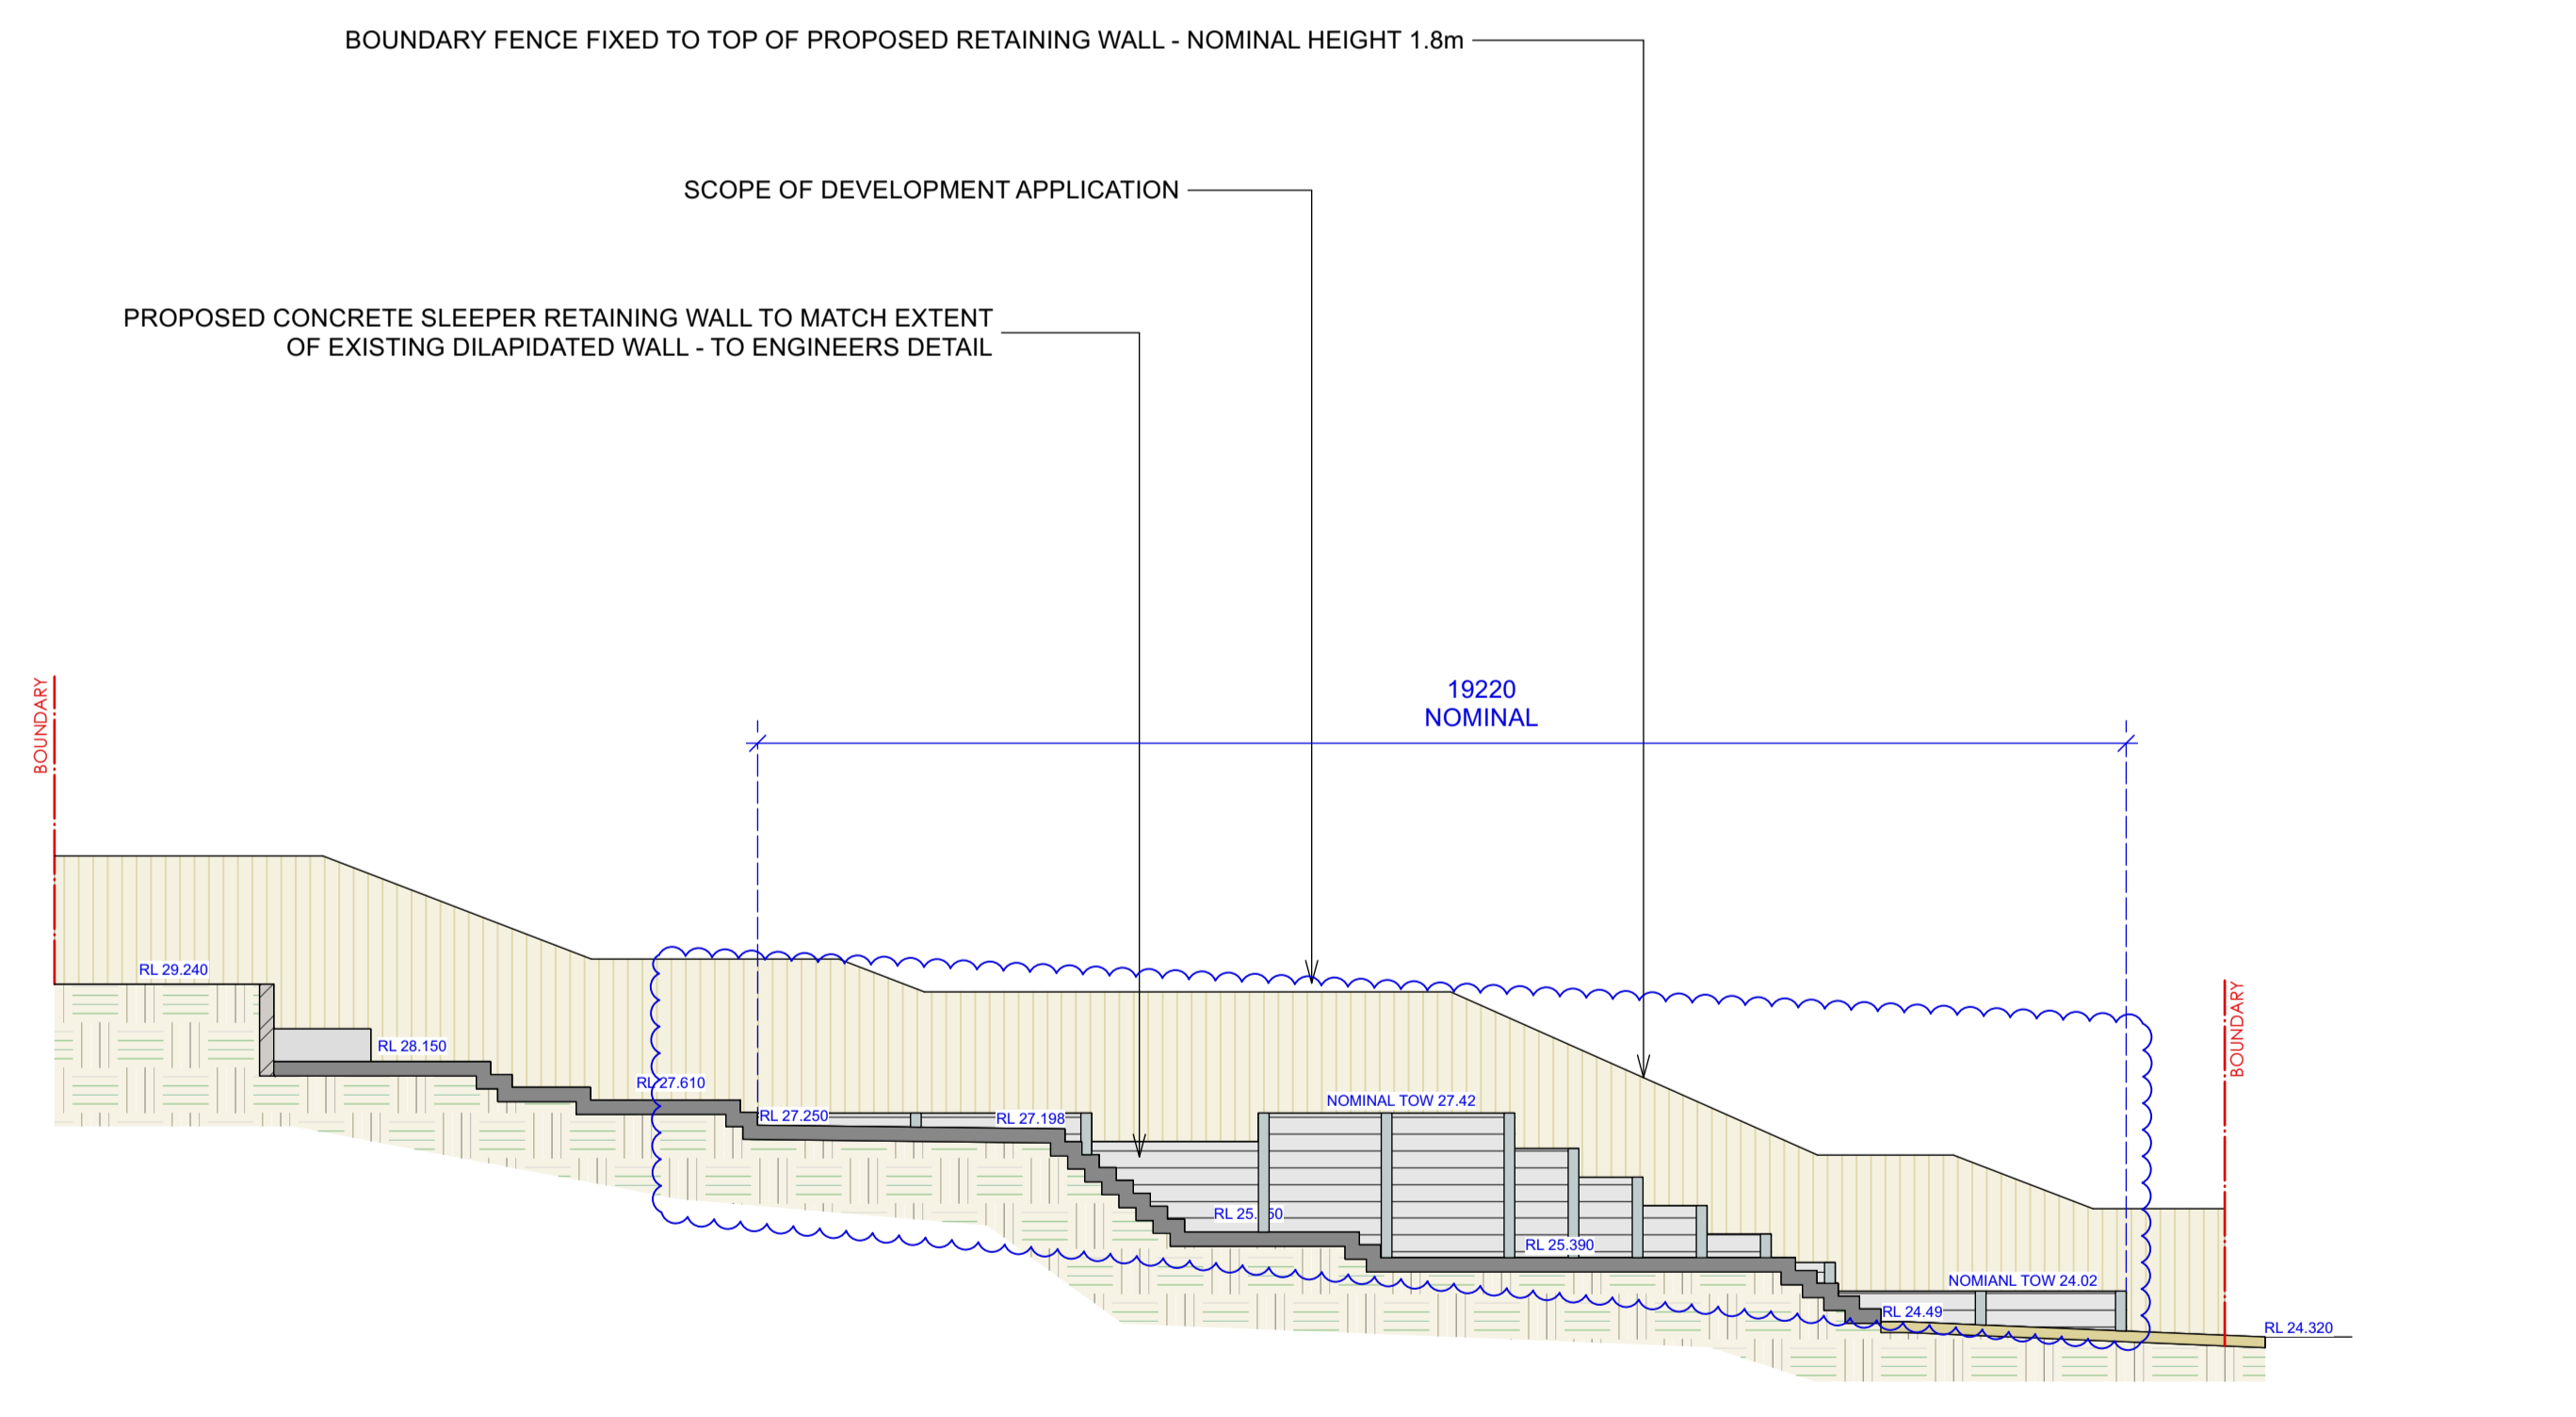 BOUNDARY FENCE FIXED TO TOP OF PROPOSED RETAINING WALL - NOMINAL HEIGHT 1.8m
SCOPE OF DEVELOPMENT APPLICATION
PROPOSED CONCRETE SLEEPER RETAINING WALL TO MATCH EXTENT
OF EXISTING DILAPIDATED WALL - TO ENGINEERS DETAIL
19220
NOMINAL
BOUNDARY
RL 29.240
BOUNDARY
RL 28.150
RL 27.610
NOMINAL TOW 27.42
RL 27.250
RL 27.198
RL 25.390
NOMIANL TOW 24.02
RL 24.49
RL 24.320